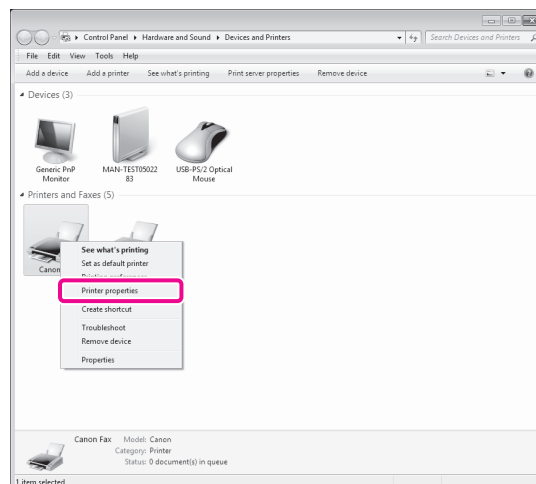 Control Panel ▸ Hardware and Sound ▸ Devices and Printers
Search Devices and Printers
File Edit View Tools Help
Add a device Add a printer See what's printing Print server properties Remove device
Devices (3)
Generic PnP
Monitor
MAN-TEST05022
83
USB-PS/2 Optical
Mouse
Printers and Faxes (5)
Canon
See what's printing
Set as default printer
Printing preferences
Printer properties
Create shortcut
Troubleshoot
Remove device
Properties
Canon Fax Model: Canon
Category: Printer
Status: 0 document(s) in queue
1 item selected